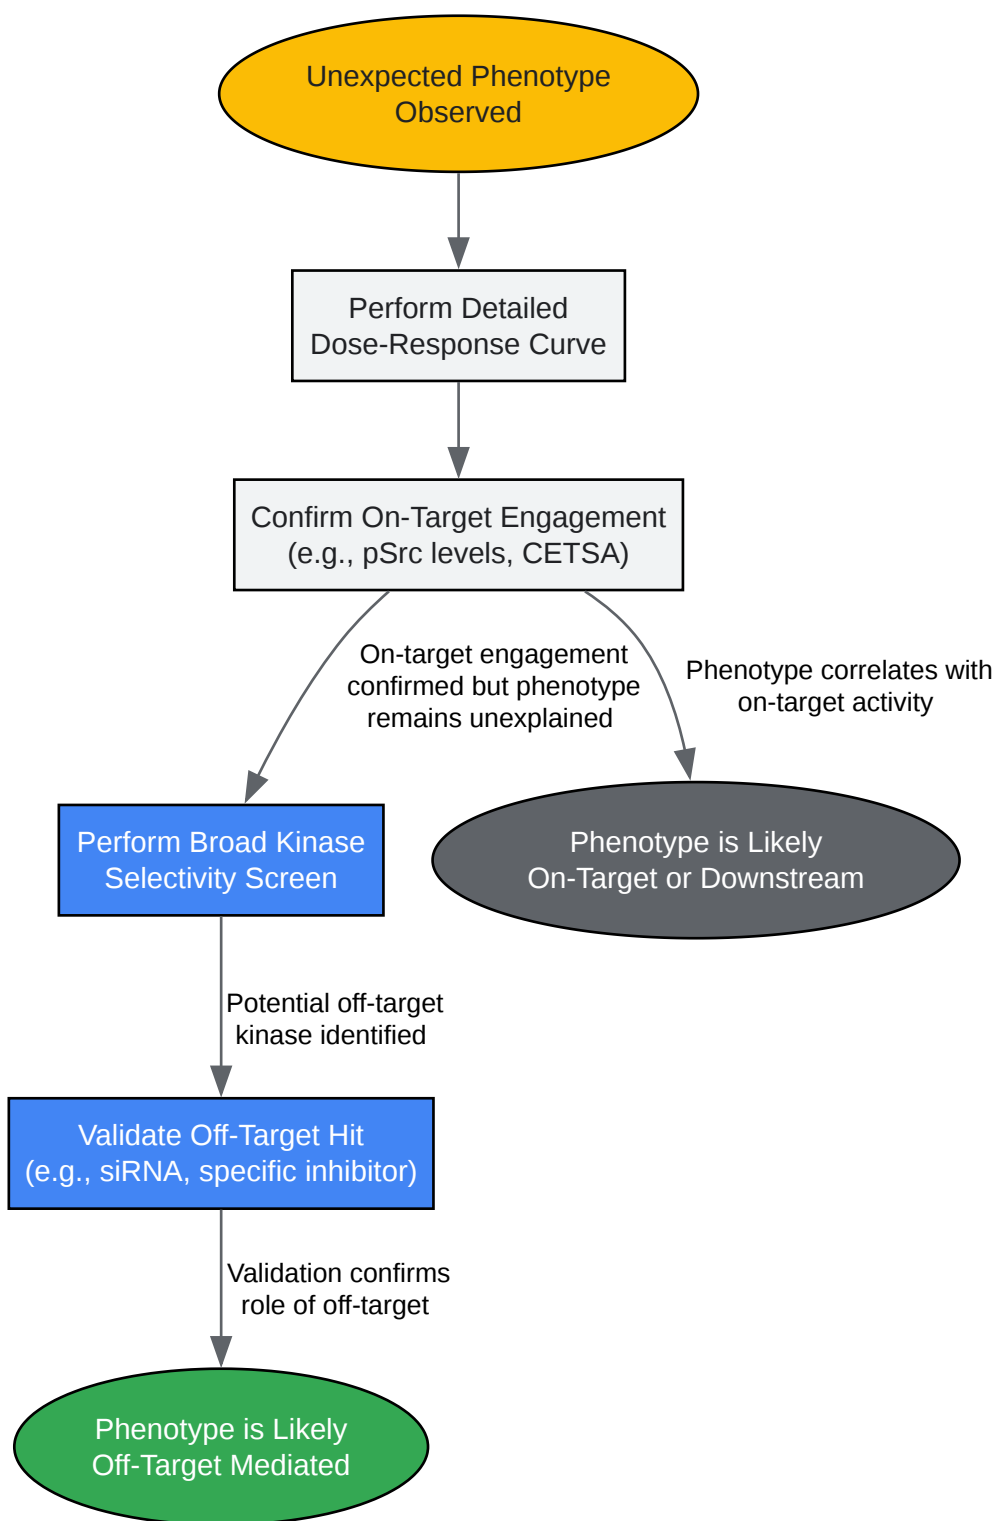 Unexpected Phenotype
Observed
Perform Detailed
Dose-Response Curve
Confirm On-Target Engagement
(e.g., pSrc levels, CETSA)
On-target engagement
confirmed but phenotype
remains unexplained
Phenotype correlates with
on-target activity
Perform Broad Kinase
Selectivity Screen
Phenotype is Likely
On-Target or Downstream
Potential off-target
kinase identified
Validate Off-Target Hit
(e.g., siRNA, specific inhibitor)
Validation confirms
role of off-target
Phenotype is Likely
Off-Target Mediated